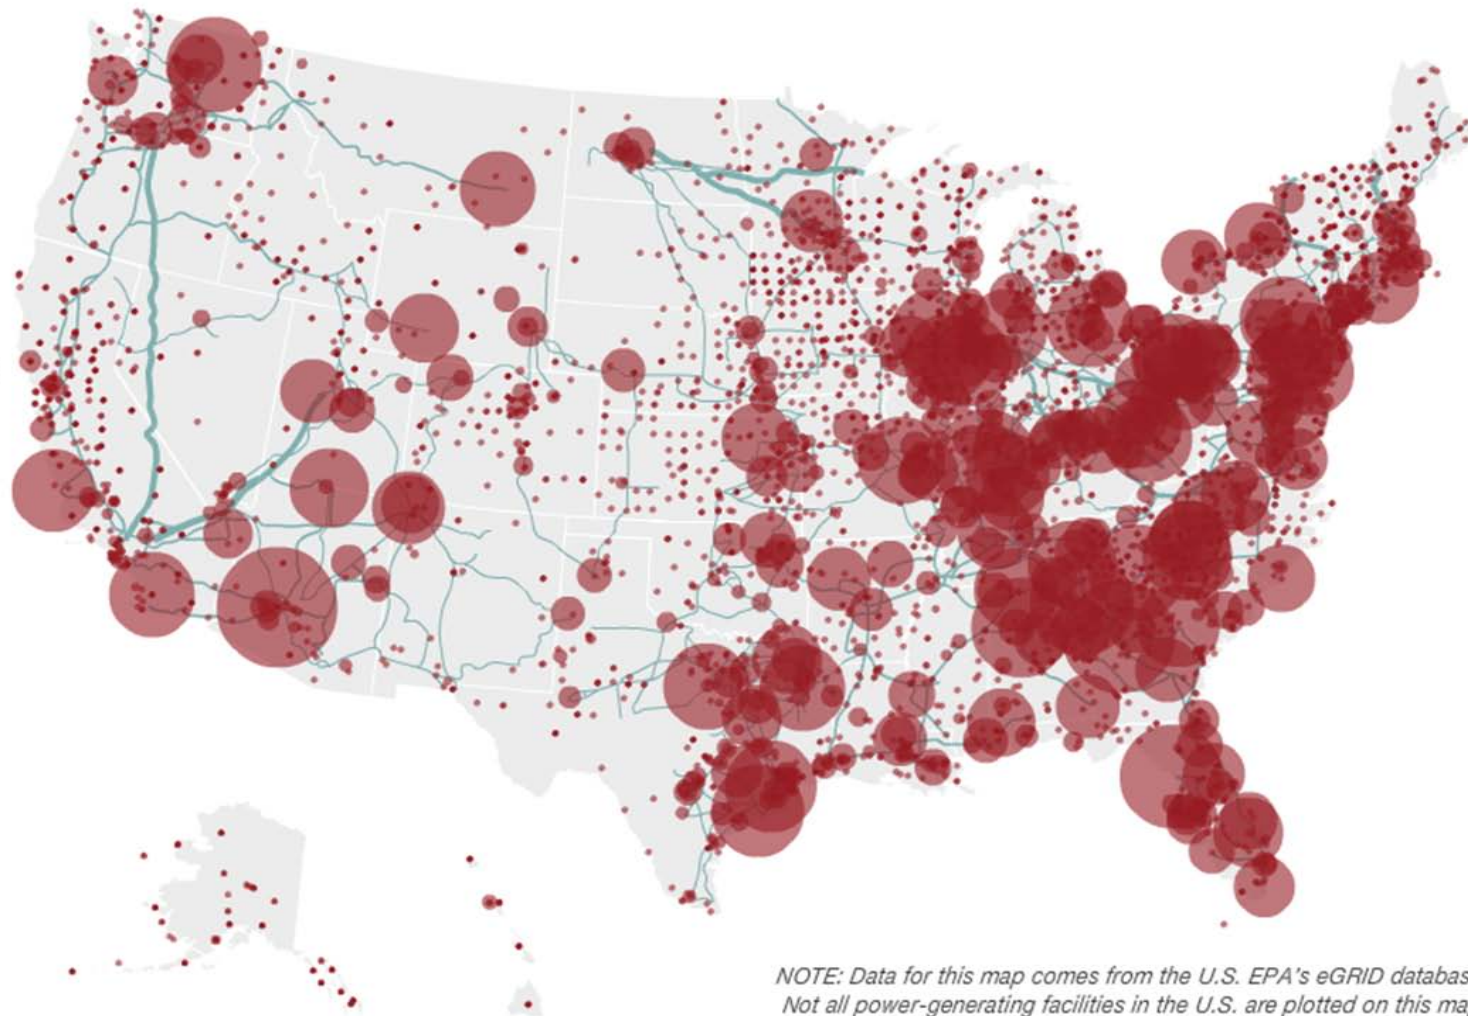 NOTE: Data for this map comes from the U.S. EPA's eGRID databas
Not all power-generating facilities in the U.S. are plotted on this ma